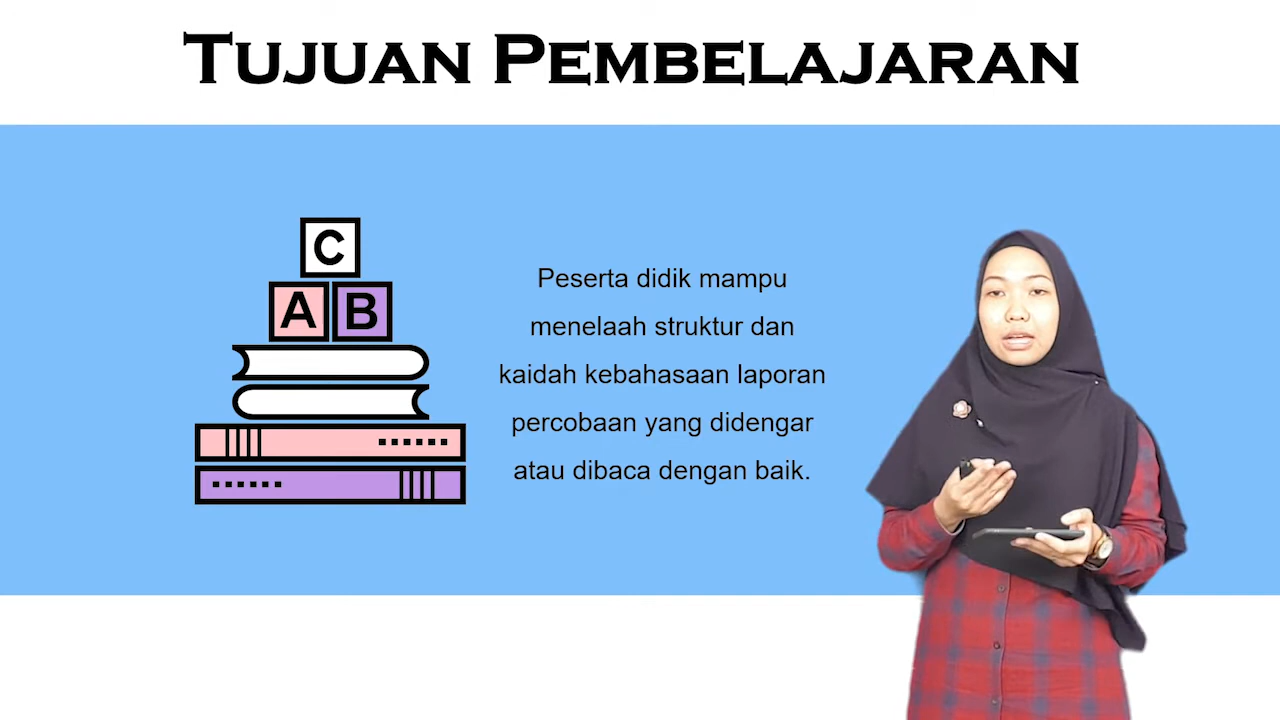 TUJUAN PEMBELAJARAN
C
A B
Peserta didik mampu
menelaah struktur dan
kaidah kebahasaan laporan
percobaan yang didengar
atau dibaca dengan baik.